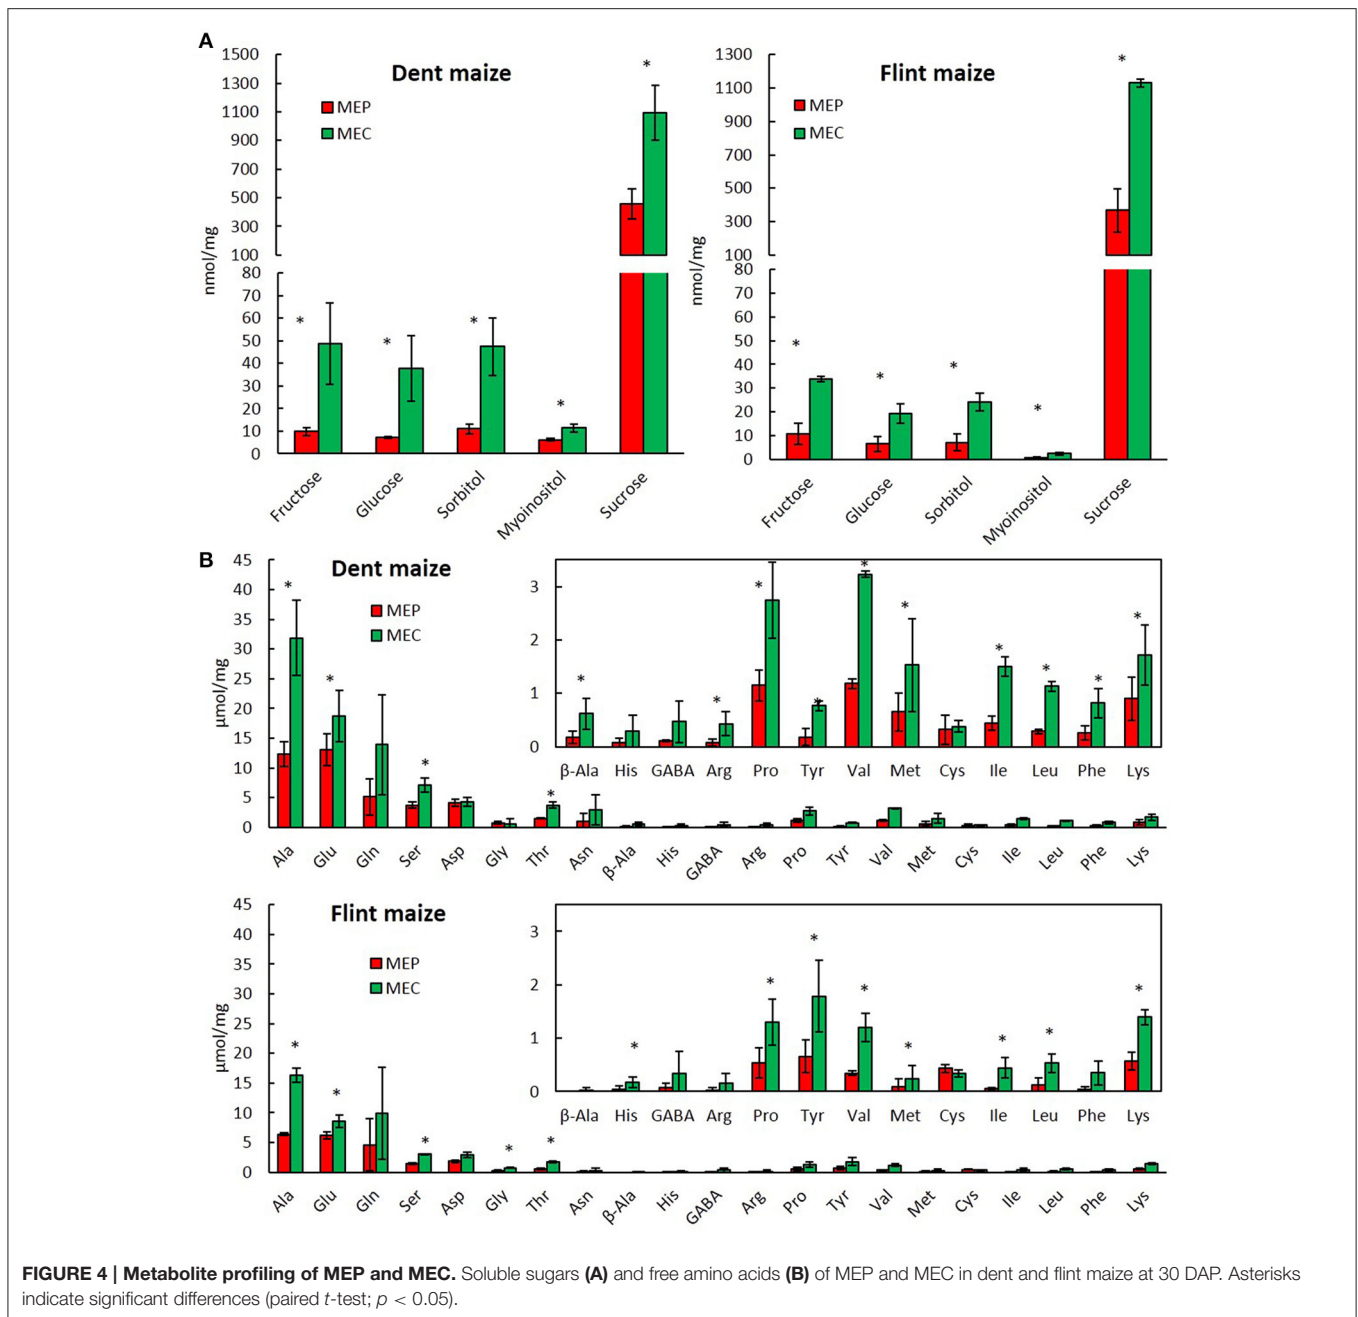 A
Dent maize
1500
1300
1100
900
700
500
300
100
80
70
60
50
40
30
20
10
0
nmol/mg
MEP
MEC
*
*
*
*
*
Fructose
Glucose
Sorbitol
Myoinositol
Sucrose
Flint maize
1300
1100
900
700
500
300
100
80
70
60
50
40
30
20
10
0
nmol/mg
MEP
MEC
*
*
*
*
*
Fructose
Glucose
Sorbitol
Myoinositol
Sucrose
B
Dent maize
45
40
35
30
25
20
15
10
5
0
µmol/mg
MEP
MEC
*
*
*
*
3
2
1
0
*
*
*
*
*
*
*
*
*
*
β-Ala His GABA Arg Pro Tyr Val Met Cys Ile Leu Phe Lys
Ala Glu Gln Ser Asp Gly Thr Asn β-Ala His GABA Arg Pro Tyr Val Met Cys Ile Leu Phe Lys
Flint maize
45
40
35
30
25
20
15
10
5
0
µmol/mg
MEP
MEC
*
*
*
*
*
3
2
1
0
*
*
*
*
*
*
*
*
β-Ala His GABA Arg Pro Tyr Val Met Cys Ile Leu Phe Lys
Ala Glu Gln Ser Asp Gly Thr Asn β-Ala His GABA Arg Pro Tyr Val Met Cys Ile Leu Phe Lys
FIGURE 4 | Metabolite profiling of MEP and MEC. Soluble sugars (A) and free amino acids (B) of MEP and MEC in dent and flint maize at 30 DAP. Asterisks
indicate significant differences (paired t-test; p < 0.05).